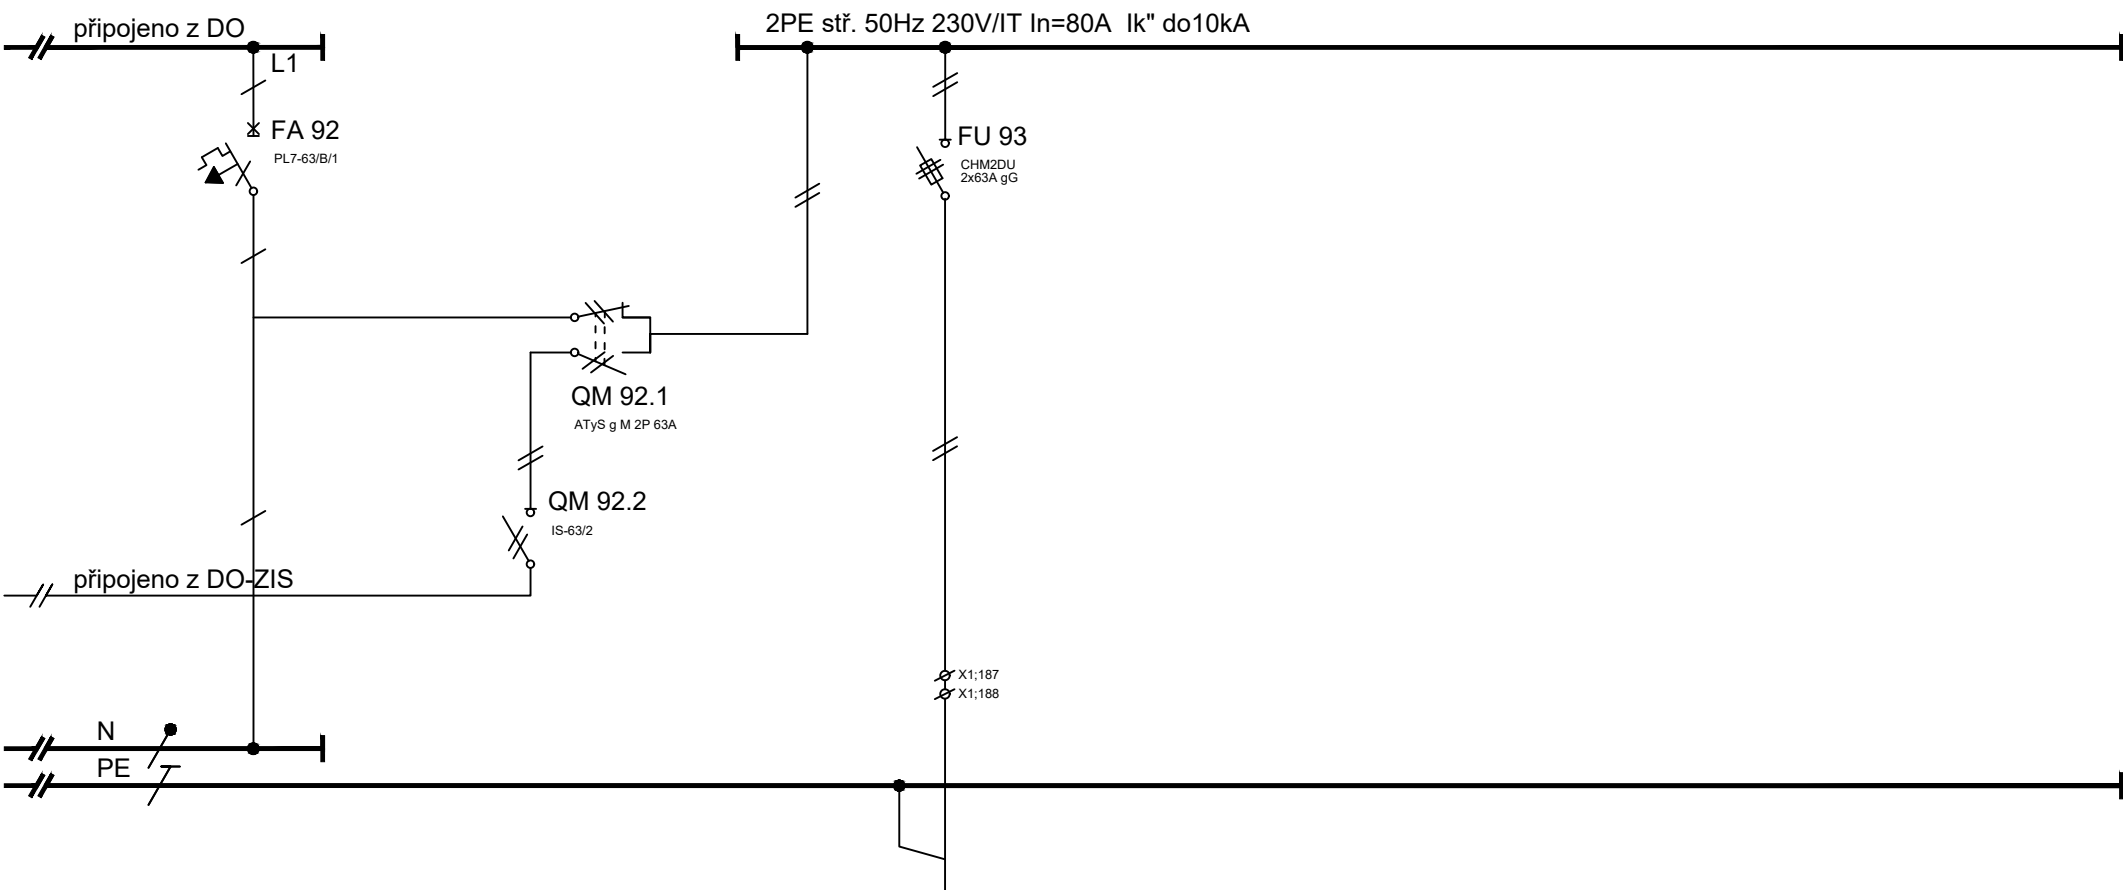 připojeno z DO
2PE stř. 50Hz 230V/IT In=80A Ik" do10kA
L1
FA 92
PL7-63/B/1
FU 93
CHM2DU
2x63A gG
QM 92.1
ATyS g M 2P 63A
QM 92.2
IS-63/2
připojeno z DO-ZIS
X1;187
X1;188
N
PE